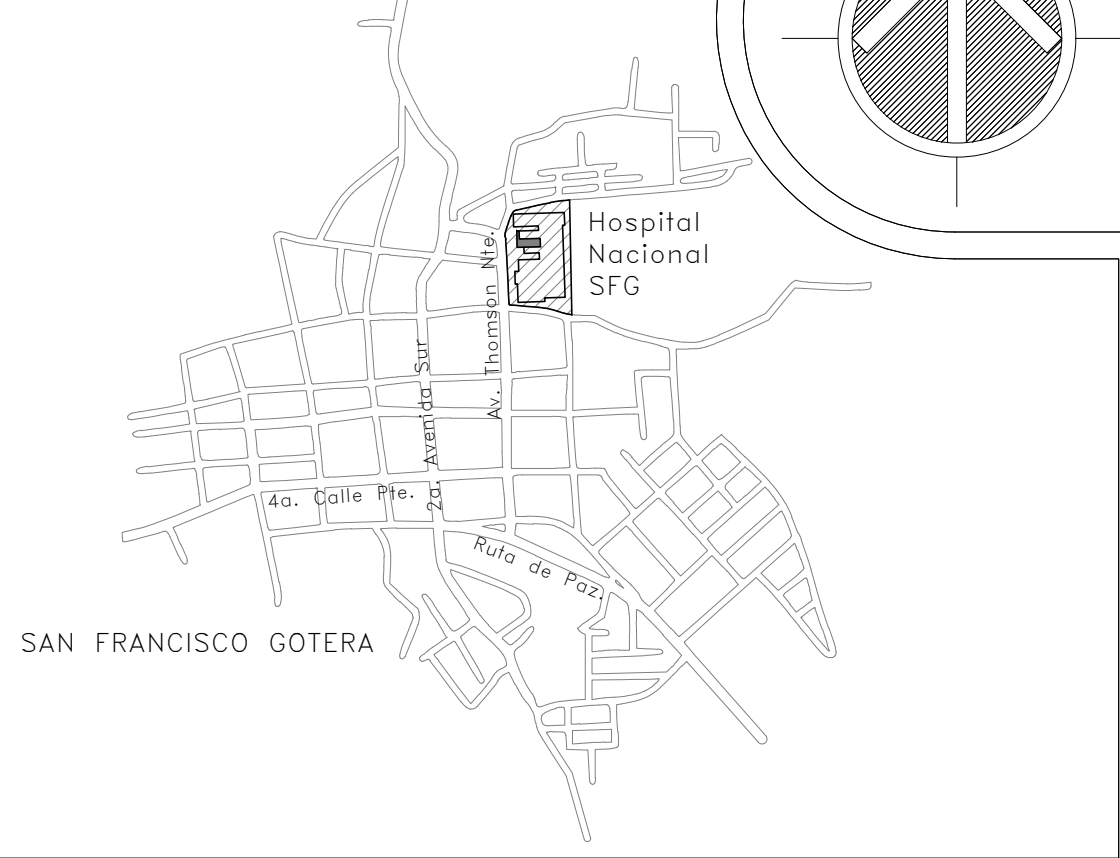 Hospital
Nacional
SFG
Av. Thomson Nte.
2a. Avenida Sur
4a. Calle Pte.
Ruta de Paz.
SAN FRANCISCO GOTERA